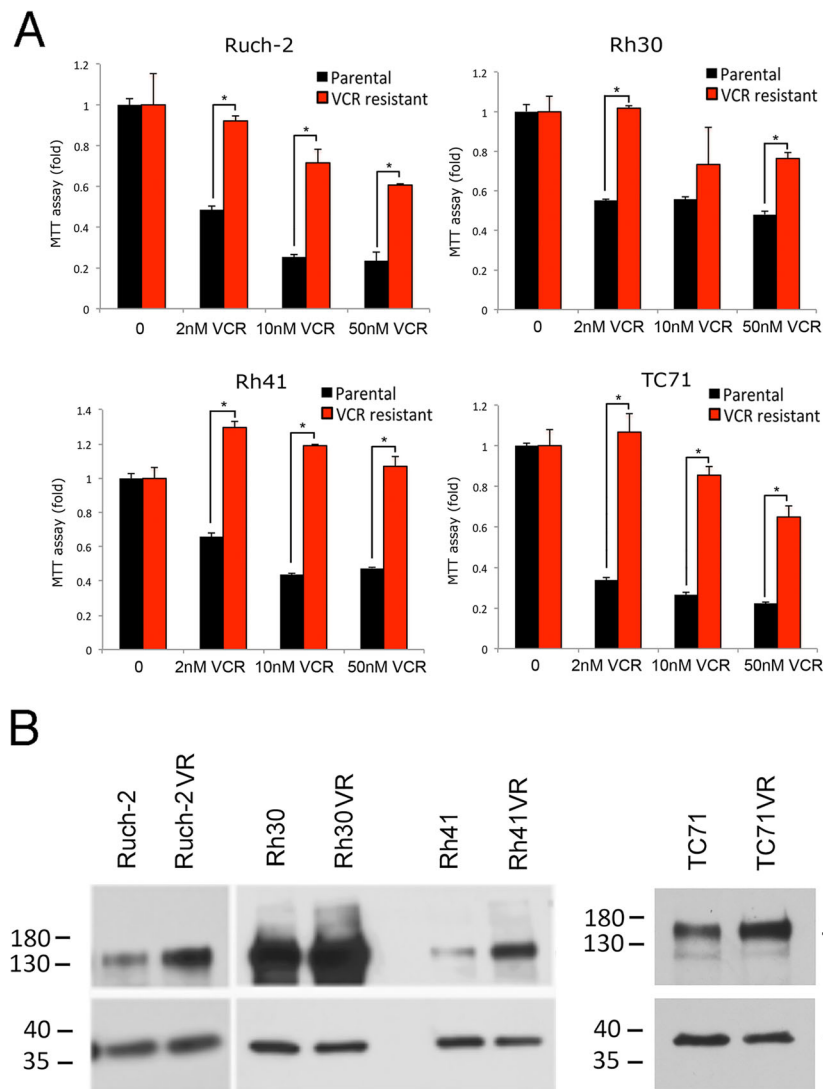 A
Ruch-2
Parental
VCR resistant
*
*
*
MTT assay (fold)
1.2
1
0.8
0.6
0.4
0.2
0
0 2nM VCR 10nM VCR 50nM VCR
Rh30
Parental
VCR resistant
*
*
MTT assay (fold)
1.2
1
0.8
0.6
0.4
0.2
0
0 2nM VCR 10nM VCR 50nM VCR
Rh41
Parental
VCR resistant
*
*
*
MTT assay (fold)
1.4
1.2
1
0.8
0.6
0.4
0.2
0
0 2nM VCR 10nM VCR 50nM VCR
TC71
Parental
VCR resistant
*
*
*
MTT assay (fold)
1.2
1
0.8
0.6
0.4
0.2
0
0 2nM VCR 10nM VCR 50nM VCR
B
Ruch-2
Ruch-2VR
Rh30
Rh30VR
Rh41
Rh41VR
TC71
TC71VR
180
130
40
35
180
130
40
35